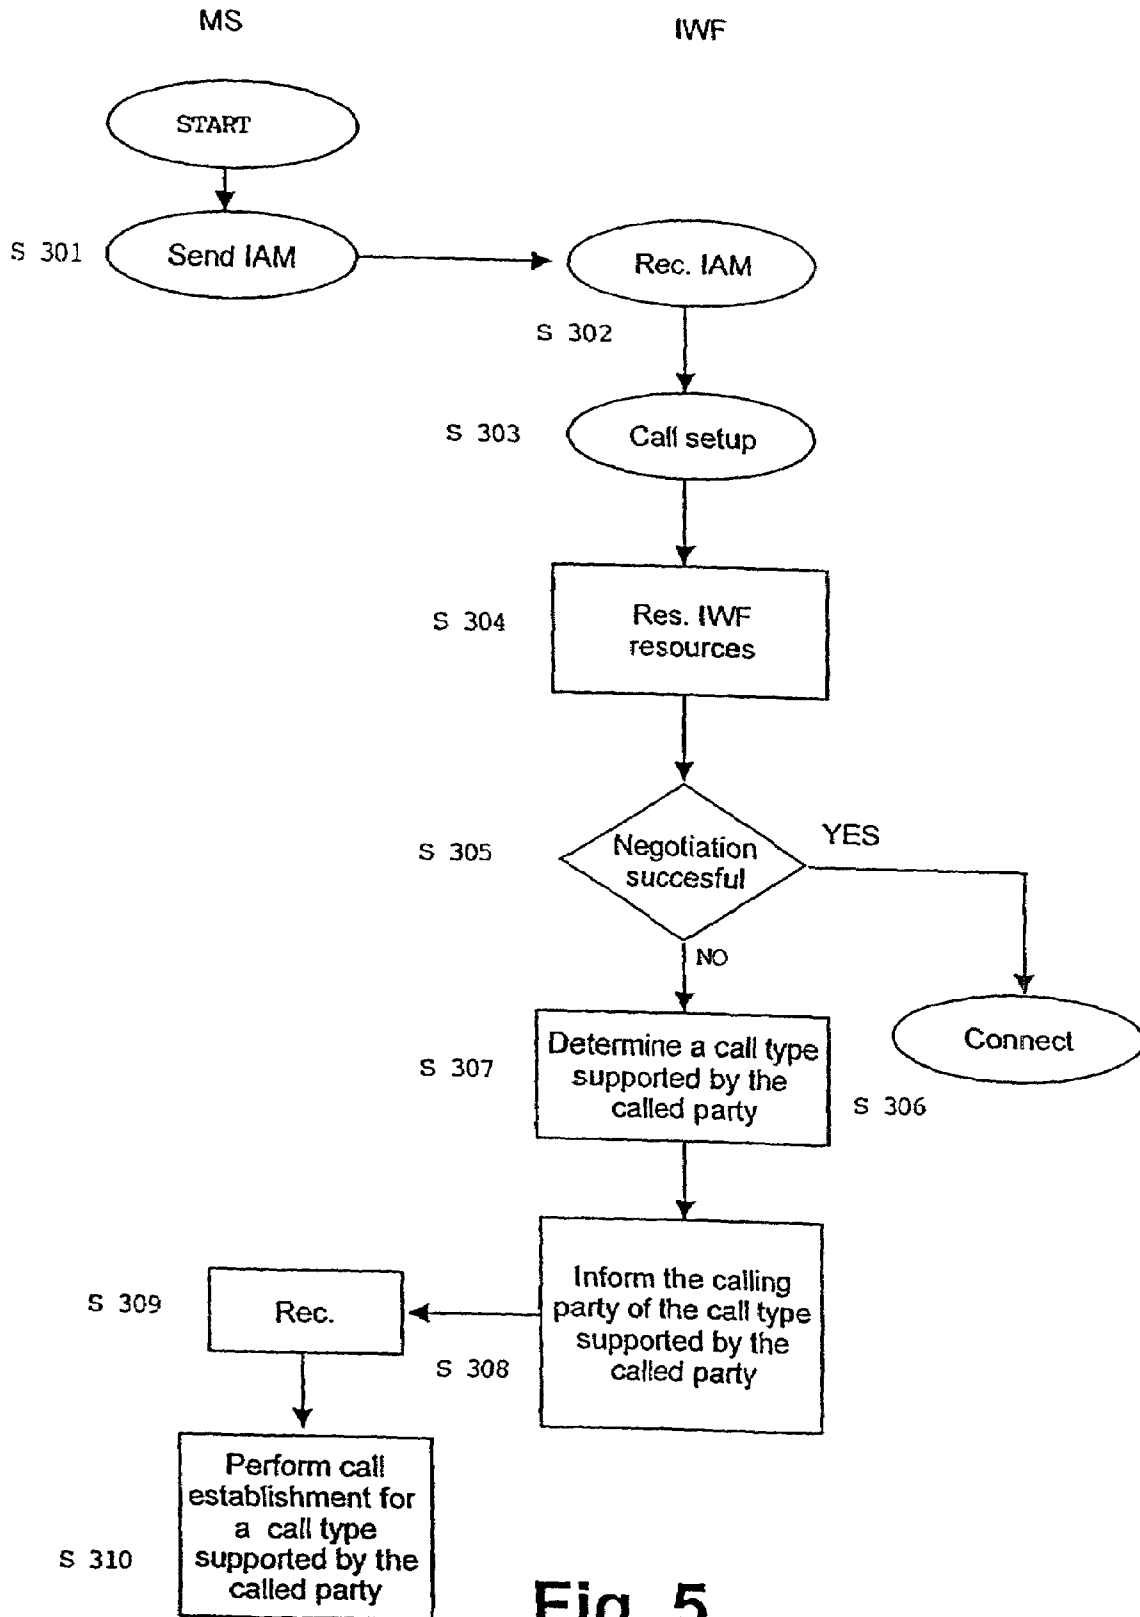 MS
IWF
START
S 301
Send IAM
Rec. IAM
S 302
S 303
Call setup
S 304
Res. IWF
resources
S 305
Negotiation
succesful
YES
NO
Connect
S 306
S 307
Determine a call type
supported by the
called party
Inform the calling
party of the call type
supported by the
called party
S 308
S 309
Rec.
S 310
Perform call
establishment for
a call type
supported by the
called party
Fig. 5